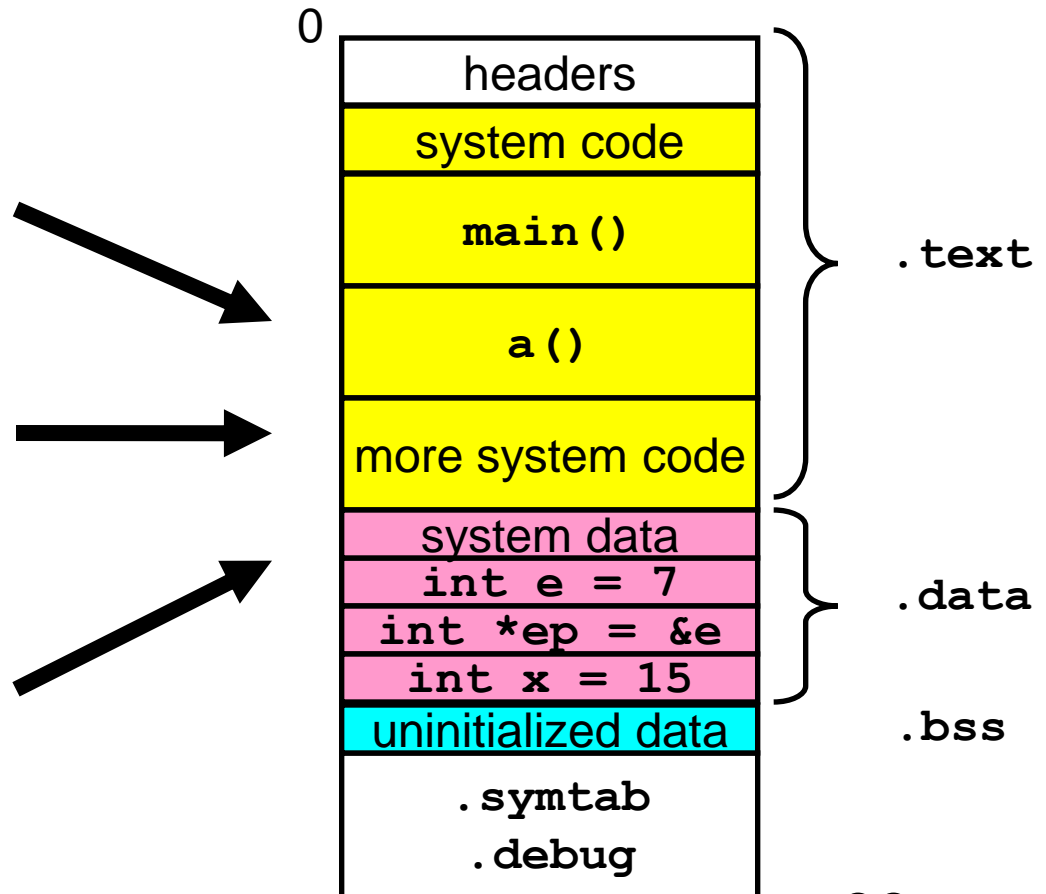 0
headers
system code
main()
.text
a()
more system code
system data
int e = 7
.data
int *ep = &e
int x = 15
uninitialized data
.bss
.symtab
.debug